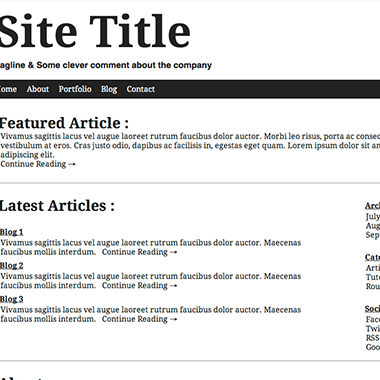 Site Title
agline & Some clever comment about the company
ome About Portfolio Blog Contact
Featured Article :
Vivamus sagittis lacus vel augue laoreet rutrum faucibus dolor auctor. Morbi leo risus, porta ac consec
vestibulum at eros. Cras justo odio, dapibus ac facilisis in, egestas eget quam. Lorem ipsum dolor sit an
adipiscing elit.
Continue Reading →
Latest Articles :
Blog 1
Vivamus sagittis lacus vel augue laoreet rutrum faucibus dolor auctor. Maecenas
faucibus mollis interdum. Continue Reading →
Blog 2
Vivamus sagittis lacus vel augue laoreet rutrum faucibus dolor auctor. Maecenas
faucibus mollis interdum. Continue Reading →
Blog 3
Vivamus sagittis lacus vel augue laoreet rutrum faucibus dolor auctor. Maecenas
faucibus mollis interdum. Continue Reading →
Arc
July
Aug
Sep
Cate
Arti
Tut
Rou
Soci
Fac
Twi
RSS
Goo